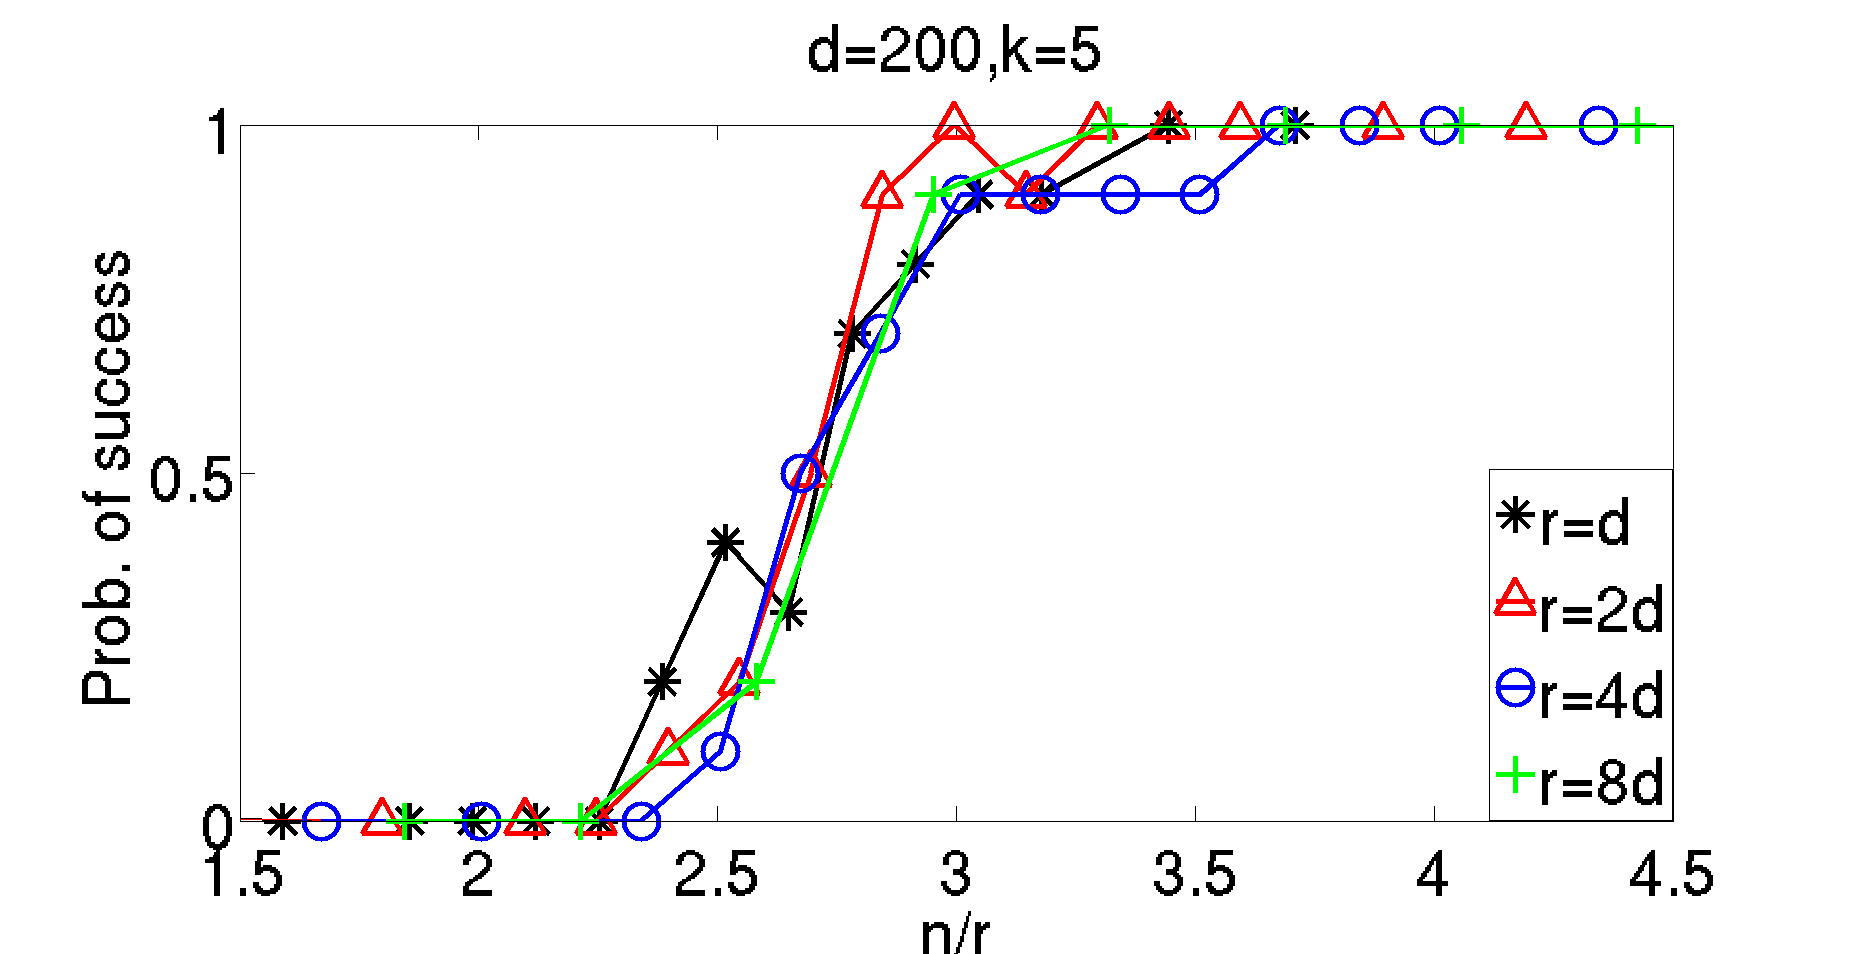 d=200,k=5
Prob. of success
1
0.5
0
1.5 2 2.5 3 3.5 4 4.5
n/r
r=d
r=2d
r=4d
r=8d